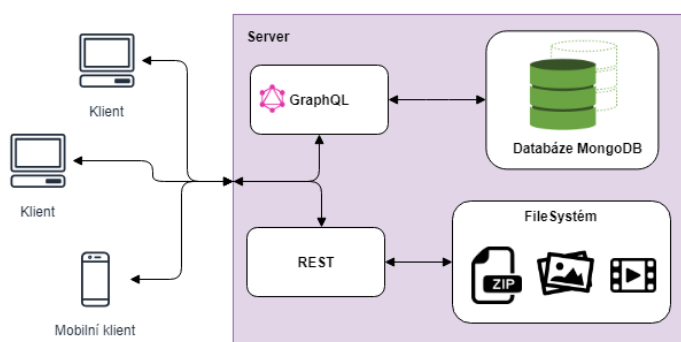 Server
Klient
GraphQL
Databáze MongoDB
Klient
FileSystém
REST
ZIP
Mobilní klient